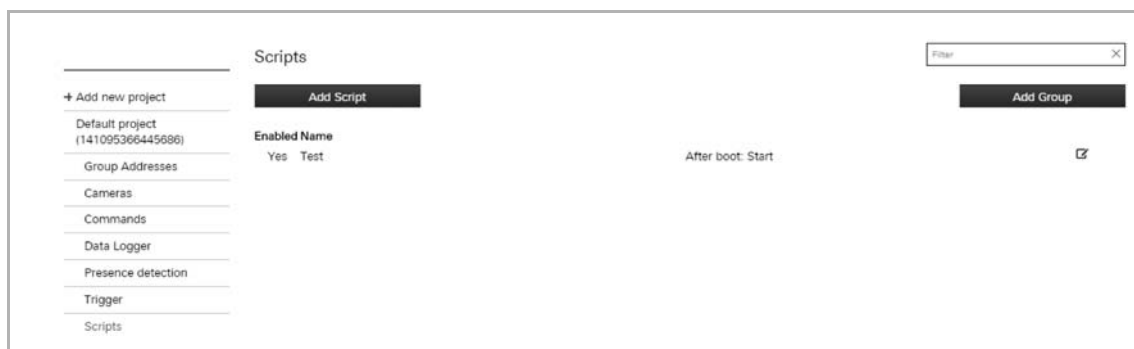 Scripts
Filter
+ Add new project
Add Script
Add Group
Default project
(141095366445686)
Enabled Name
Yes Test After boot: Start
Group Addresses
Cameras
Commands
Data Logger
Presence detection
Trigger
Scripts